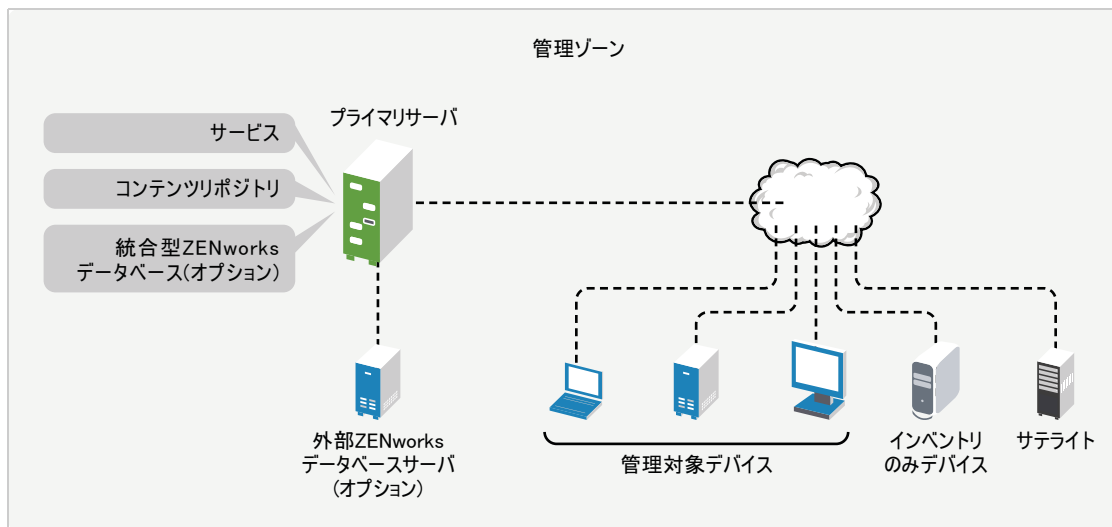 管理ゾーン
プライマリサーバ
サービス
コンテンツリポジトリ
統合型ZENworks
データベース(オプション)
外部ZENworks
データベースサーバ
(オプション)
管理対象デバイス
インベントリ
のみデバイス
サテライト